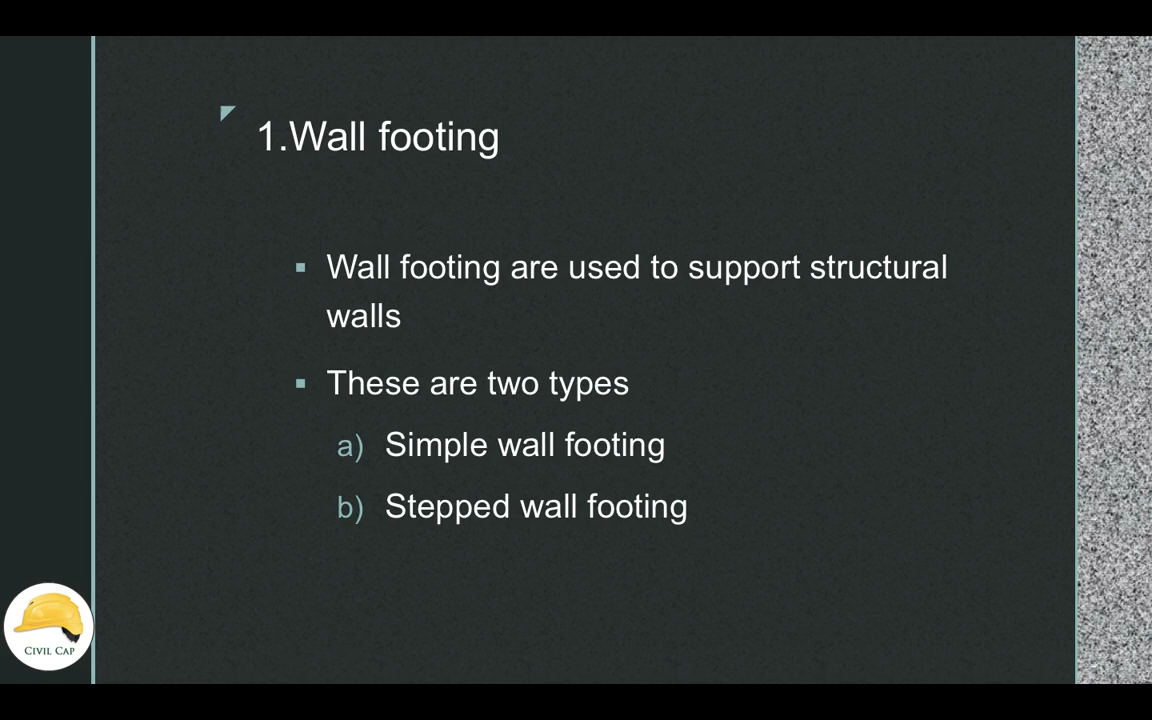 1.Wall footing
▪ Wall footing are used to support structural
walls
▪ These are two types
a) Simple wall footing
b) Stepped wall footing
CIVIL CAP